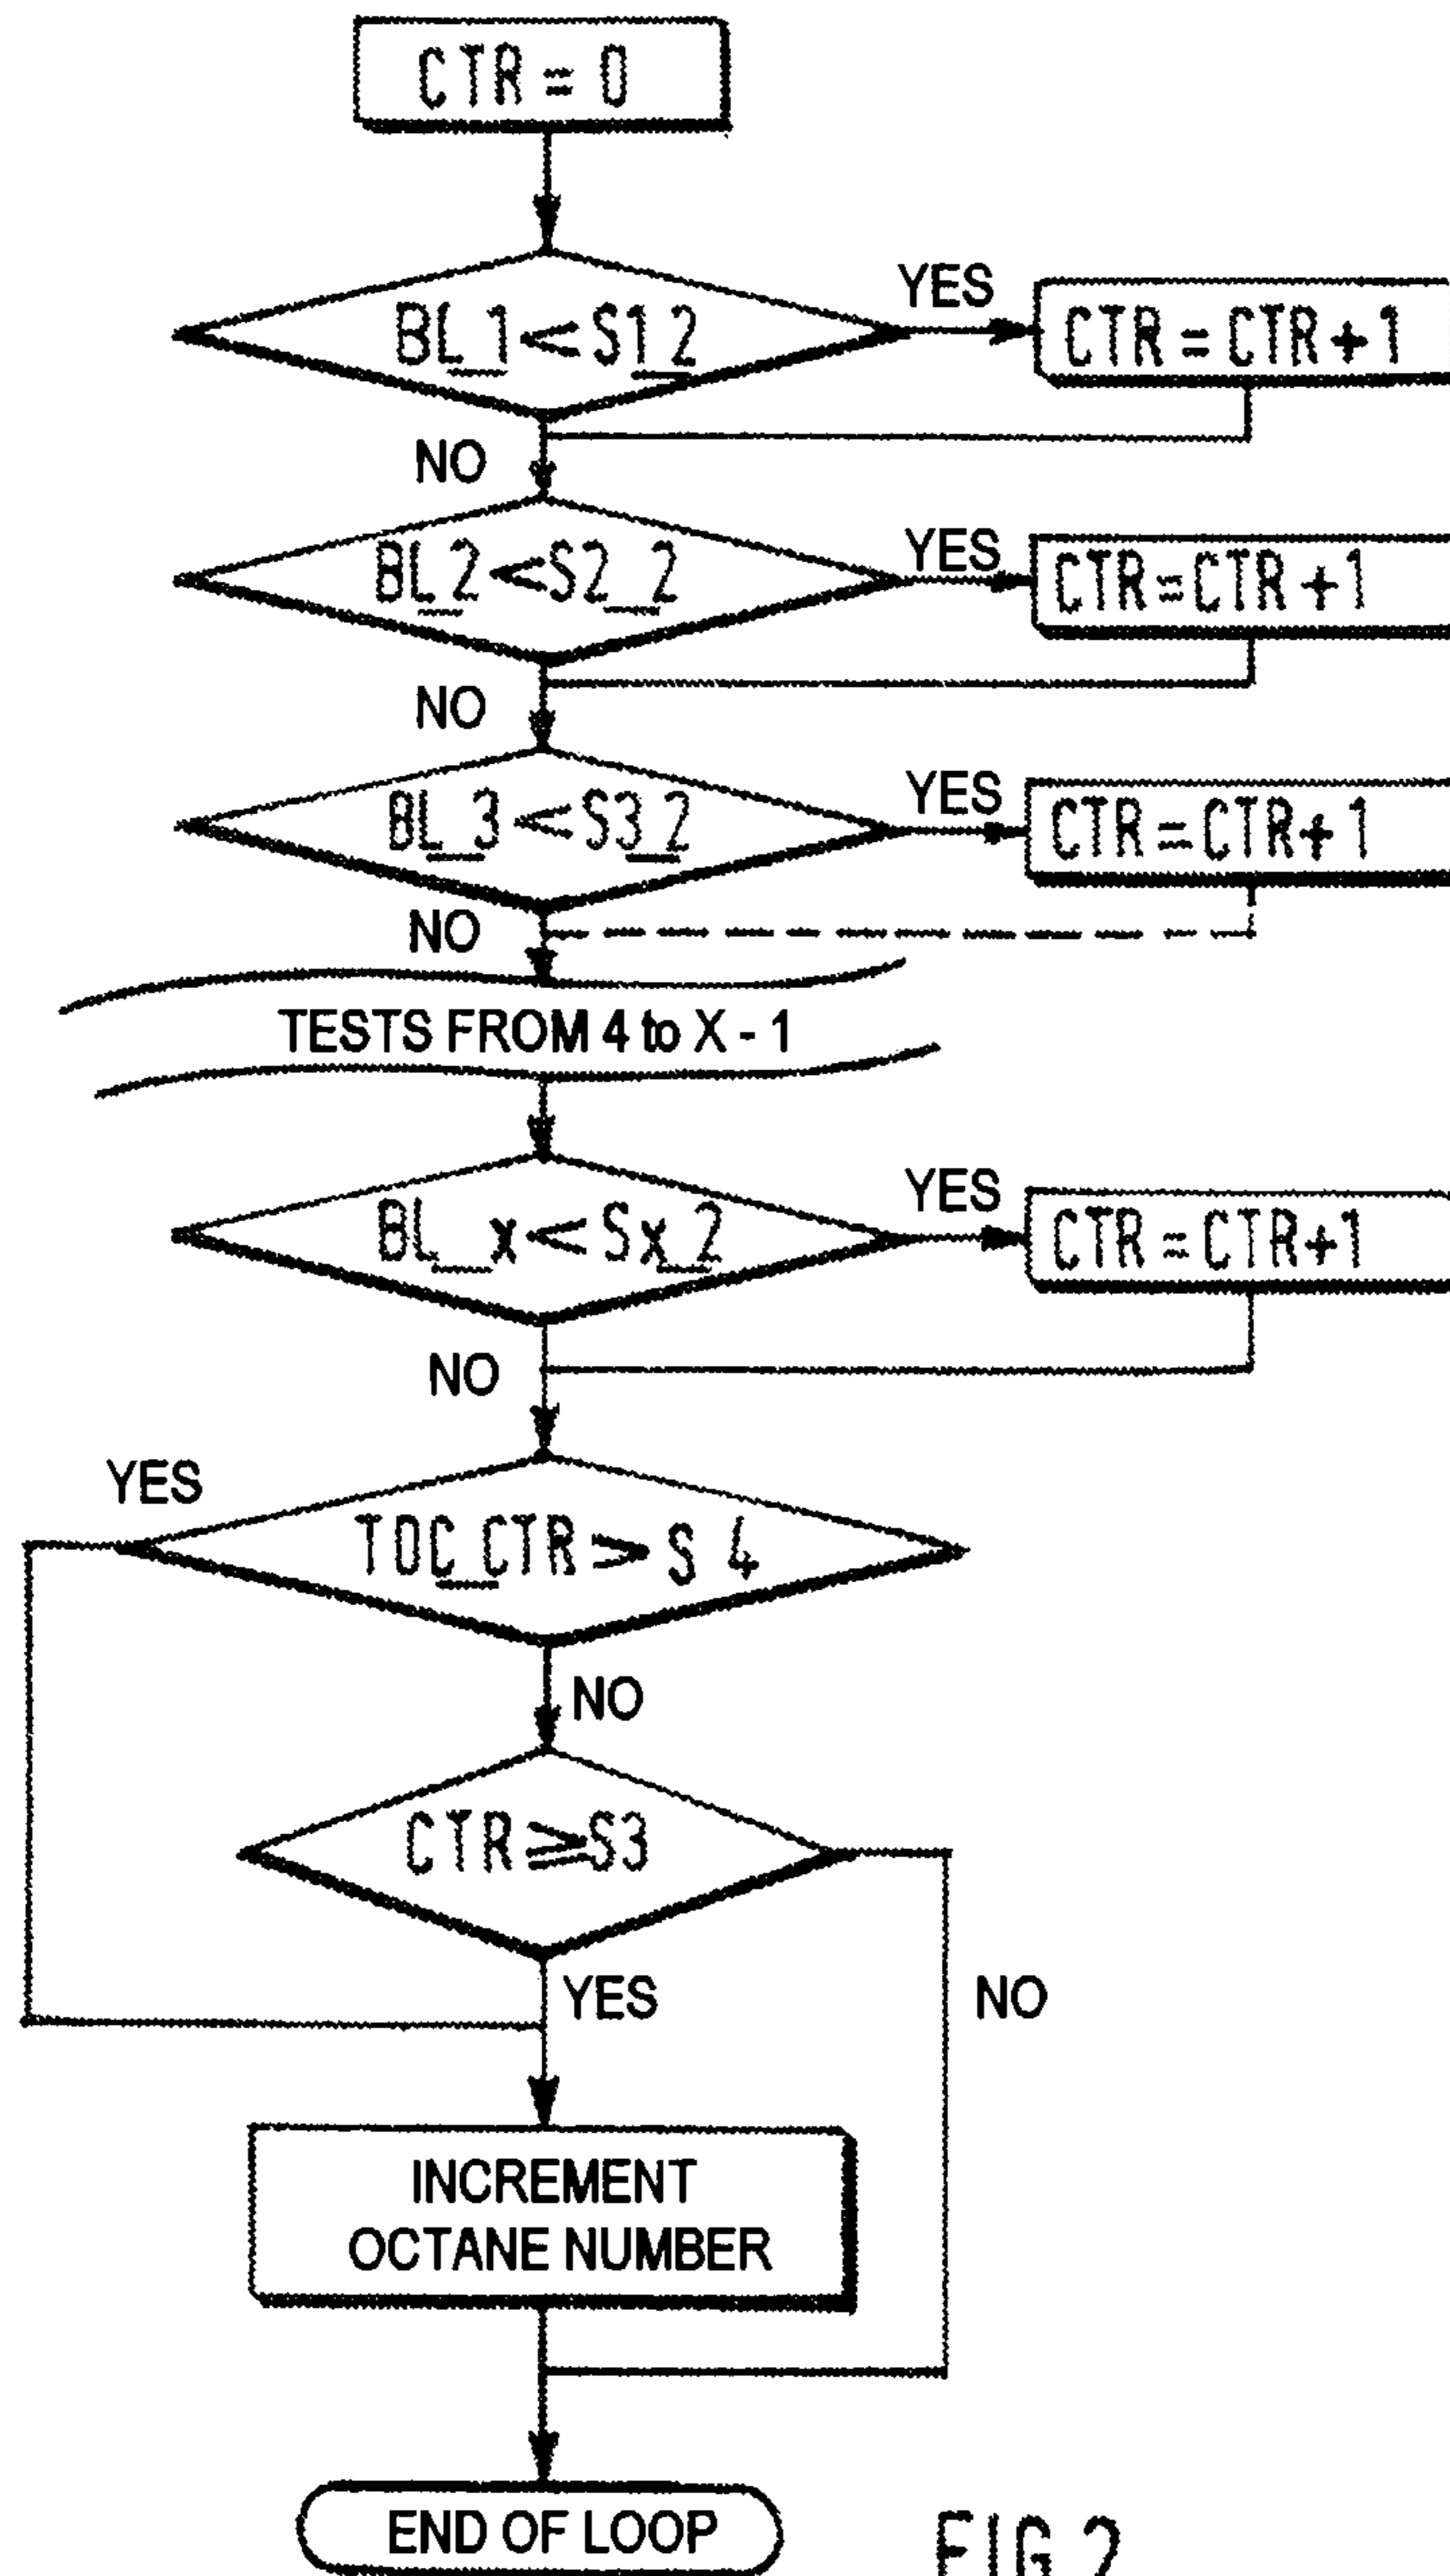 CTR = 0
BL_1 < S1_2
YES
CTR = CTR + 1
NO
BL_2 < S2_2
YES
CTR = CTR + 1
NO
BL_3 < S3_2
YES
CTR = CTR + 1
NO
TESTS FROM 4 to X - 1
BL_x < Sx_2
YES
CTR = CTR + 1
NO
YES
TDC_CTR > S 4
NO
CTR ≥ S3
YES
NO
INCREMENT
OCTANE NUMBER
END OF LOOP
FIG. 2